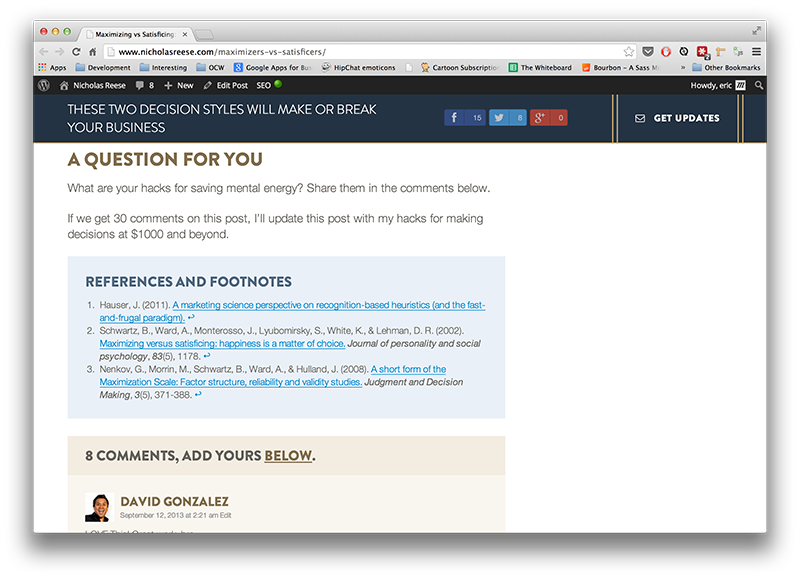 Maximizing vs Satisficing:
www.nicholasreese.com/maximizers-vs-satisficers/
Apps Development Interesting OCW Google Apps for Bus HipChat emoticons Cartoon Subscription The Whiteboard Bourbon – A Sass M » Other Bookmarks
Nicholas Reese 8 + New Edit Post SEO Howdy, eric
THESE TWO DECISION STYLES WILL MAKE OR BREAK
YOUR BUSINESS
15 8 0
GET UPDATES
A QUESTION FOR YOU
What are your hacks for saving mental energy? Share them in the comments below.
If we get 30 comments on this post, I'll update this post with my hacks for making
decisions at $1000 and beyond.
REFERENCES AND FOOTNOTES
1. Hauser, J. (2011). A marketing science perspective on recognition-based heuristics (and the fast-
and-frugal paradigm). ↩
2. Schwartz, B., Ward, A., Monterosso, J., Lyubomirsky, S., White, K., & Lehman, D. R. (2002).
Maximizing versus satisficing: happiness is a matter of choice. Journal of personality and social
psychology, 83(5), 1178. ↩
3. Nenkov, G., Morrin, M., Schwartz, B., Ward, A., & Hulland, J. (2008). A short form of the
Maximization Scale: Factor structure, reliability and validity studies. Judgment and Decision
Making, 3(5), 371-388. ↩
8 COMMENTS, ADD YOURS BELOW.
DAVID GONZALEZ
September 12, 2013 at 2:21 am Edit